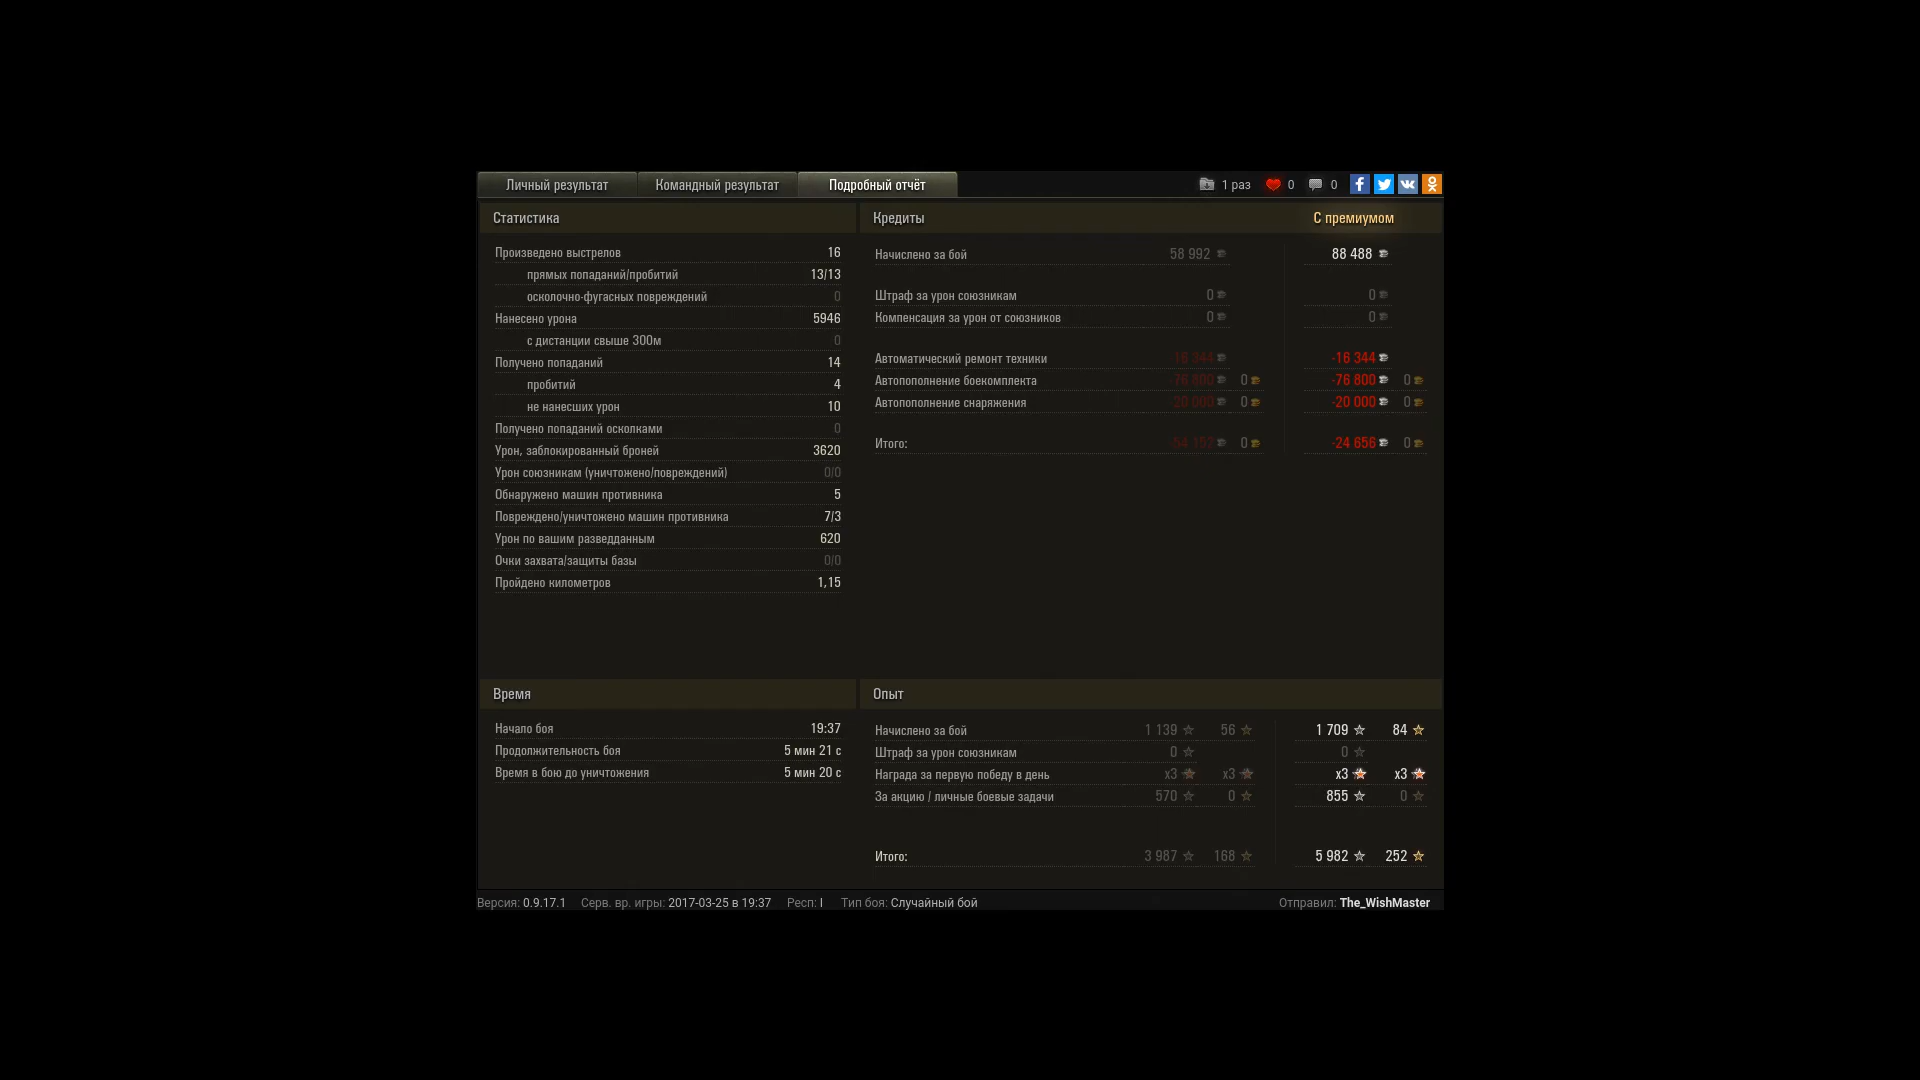 Личный результат Командный результат Подробный отчёт 1 раз 0 0
Статистика
Произведено выстрелов 16
прямых попаданий/пробитий 13/13
осколочно-фугасных повреждений 0
Нанесено урона 5946
с дистанции свыше 300м 0
Получено попаданий 14
пробитий 4
не нанесших урон 10
Получено попаданий осколками 0
Урон, заблокированный броней 3620
Урон союзникам (уничтожено/повреждений) 0/0
Обнаружено машин противника 5
Повреждено/уничтожено машин противника 7/3
Урон по вашим разведданным 620
Очки захвата/защиты базы 0/0
Пройдено километров 1,15
Кредиты С премиумом
Начислено за бой 58 992 88 488
Штраф за урон союзникам 0 0
Компенсация за урон от союзников 0 0
Автоматический ремонт техники -16 344 -16 344
Автопополнение боекомплекта -76 800 0 -76 800 0
Автопополнение снаряжения -20 000 0 -20 000 0
Итого: -54 152 0 -24 656 0
Время
Начало боя 19:37
Продолжительность боя 5 мин 21 с
Время в бою до уничтожения 5 мин 20 с
Опыт
Начислено за бой 1 139 56 1 709 84
Штраф за урон союзникам 0 0
Награда за первую победу в день x3 x3 x3 x3
За акцию / личные боевые задачи 570 0 855 0
Итого: 3 987 168 5 982 252
Версия: 0.9.17.1 Серв. вр. игры: 2017-03-25 в 19:37 Респ: I Тип боя: Случайный бой Отправил: The_WishMaster